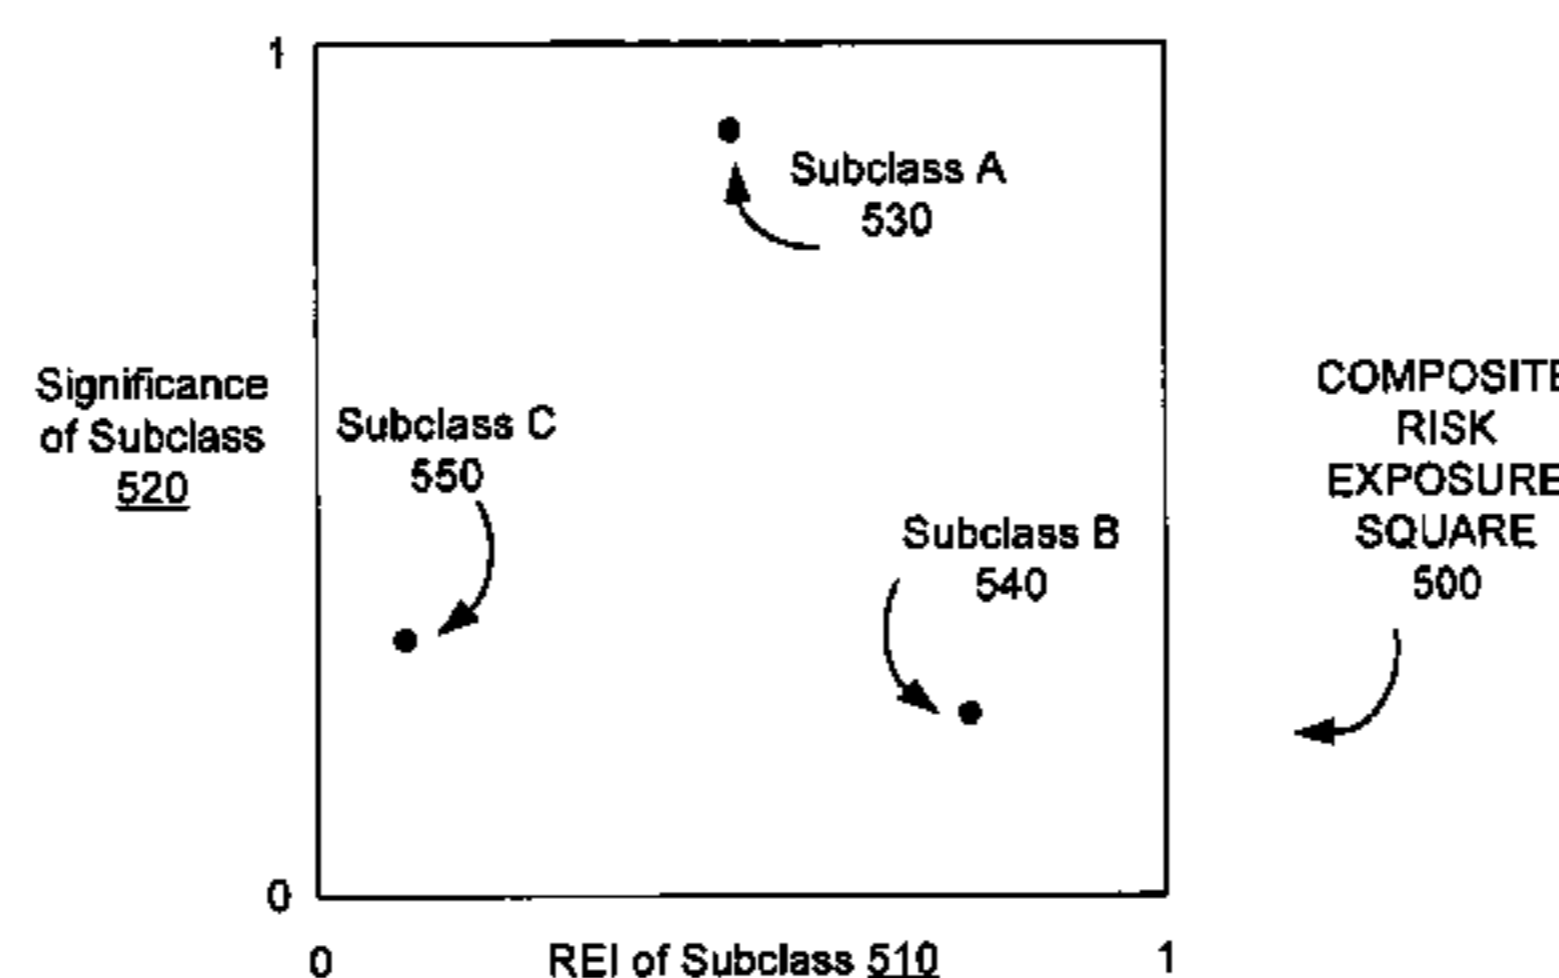 1
Subclass A
530
Significance
of Subclass
520
Subclass C
550
Subclass B
540
COMPOSITE
RISK
EXPOSURE
SQUARE
500
0
0
REI of Subclass 510
1